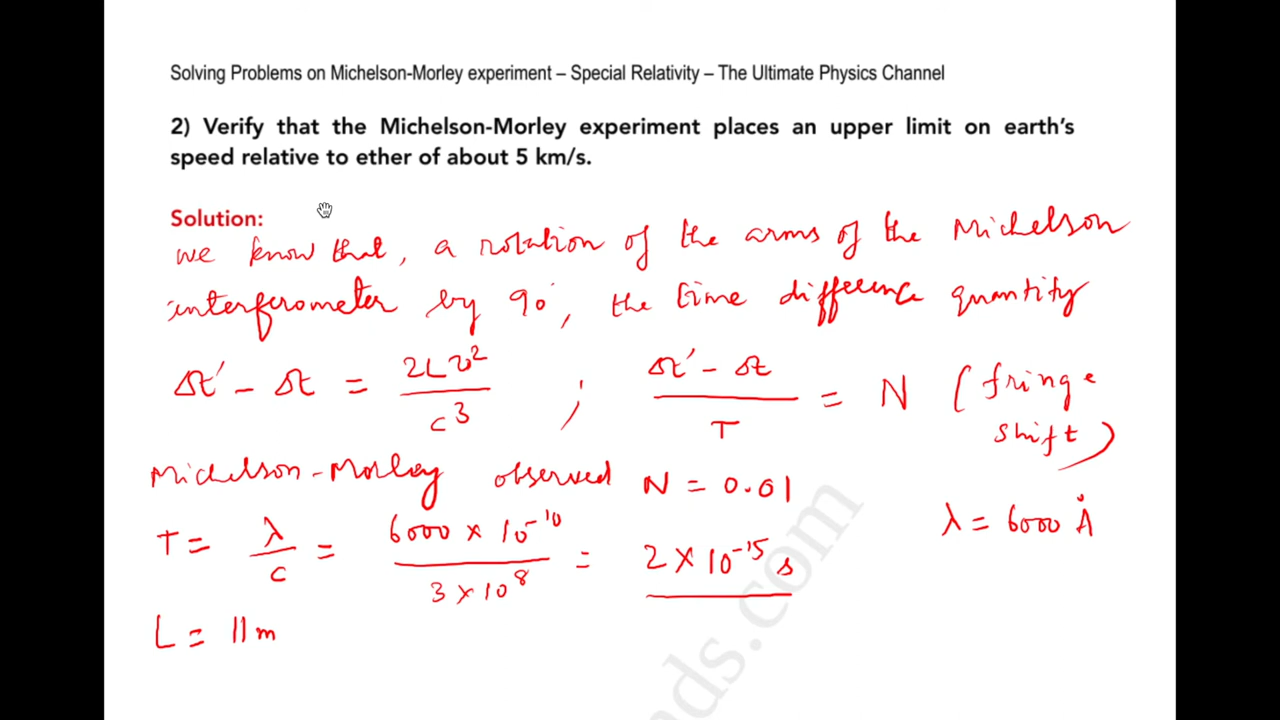 Solving Problems on Michelson-Morley experiment – Special Relativity – The Ultimate Physics Channel
2) Verify that the Michelson-Morley experiment places an upper limit on earth's
speed relative to ether of about 5 km/s.
Solution:
we know that, a rotation of the arms of the Michelson
interferometer by 90°, the time difference quantity
Δt′ − Δt = 2Lv²/c³ ; (Δt′ − Δt)/T = N (fringe
shift)
Michelson-Morley observed N = 0.01
λ = 6000 Å
T = λ/c = 6000 × 10⁻¹⁰ / 3 × 10⁸ = 2 × 10⁻¹⁵ s
L = 11 m
ds.com